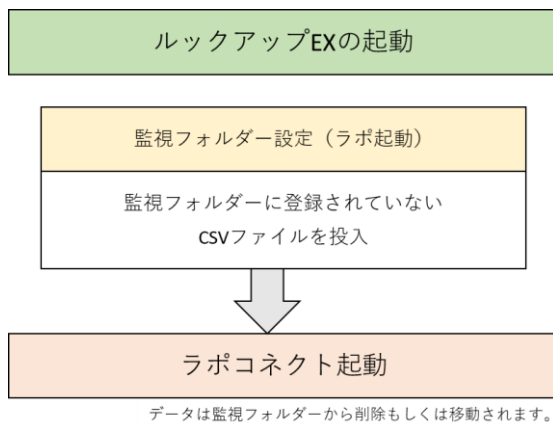 ルックアップEXの起動
監視フォルダー設定（ラポ起動）
監視フォルダーに登録されていない
CSVファイルを投入
ラポコネクト起動
データは監視フォルダーから削除もしくは移動されます。